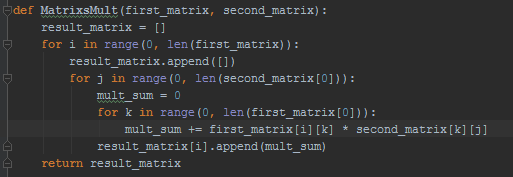 def MatrixsMult(first_matrix, second_matrix):
    result_matrix = []
    for i in range(0, len(first_matrix)):
        result_matrix.append([])
        for j in range(0, len(second_matrix[0])):
            mult_sum = 0
            for k in range(0, len(first_matrix[0])):
                mult_sum += first_matrix[i][k] * second_matrix[k][j]
            result_matrix[i].append(mult_sum)
    return result_matrix